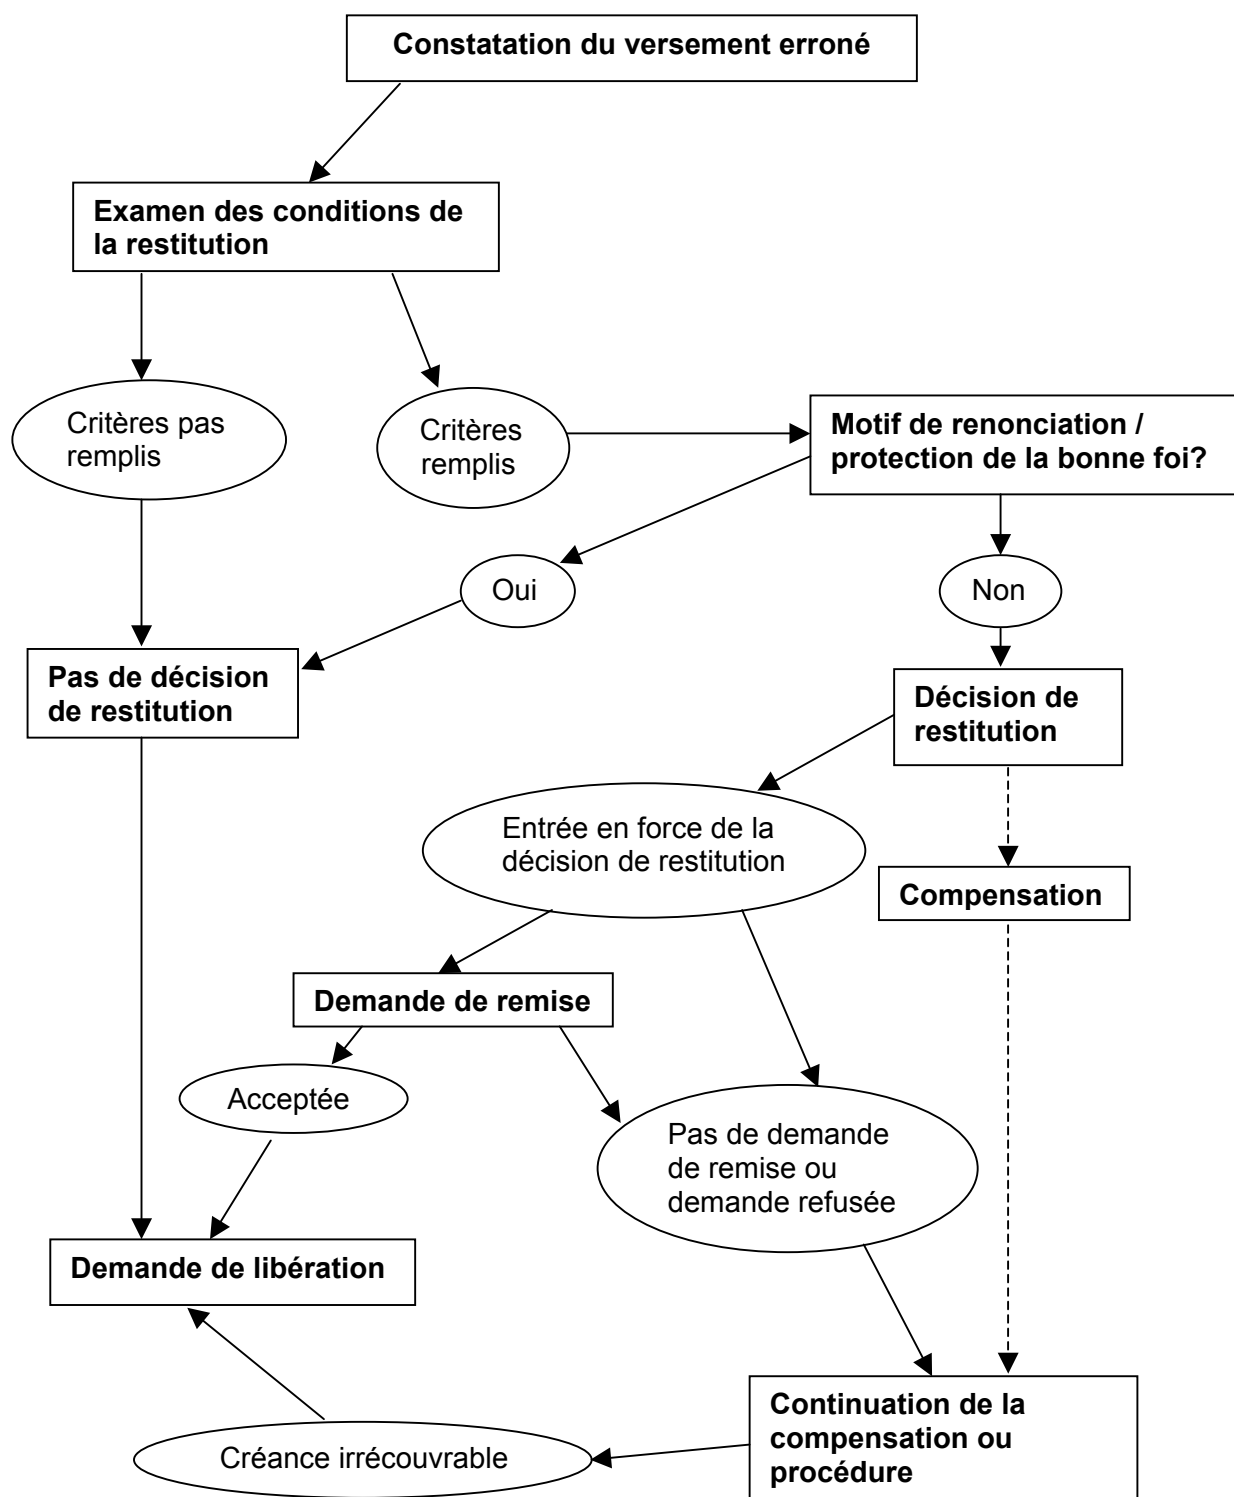 Constatation du versement erroné
Examen des conditions de
la restitution
Critères pas
remplis
Critères
remplis
Motif de renonciation /
protection de la bonne foi?
Oui
Non
Pas de décision
de restitution
Décision de
restitution
Entrée en force de la
décision de restitution
Compensation
Demande de remise
Acceptée
Pas de demande
de remise ou
demande refusée
Demande de libération
Continuation de la
compensation ou
procédure
Créance irrécouvrable